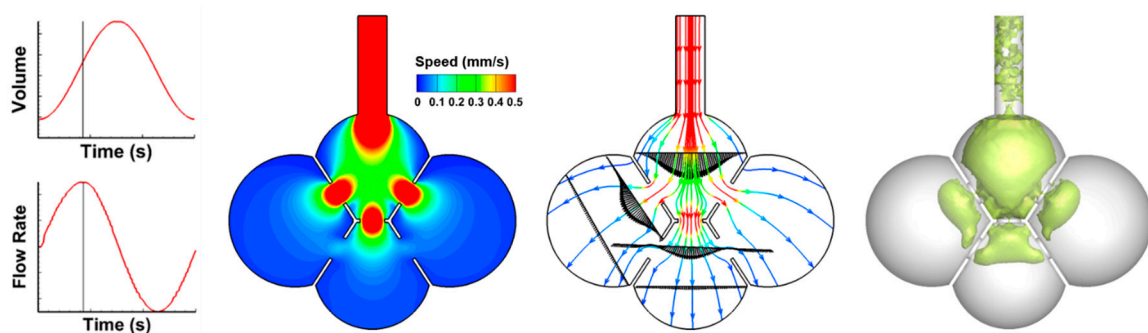 Volume
Time (s)
Flow Rate
Time (s)
Speed (mm/s)
0 0.1 0.2 0.3 0.4 0.5